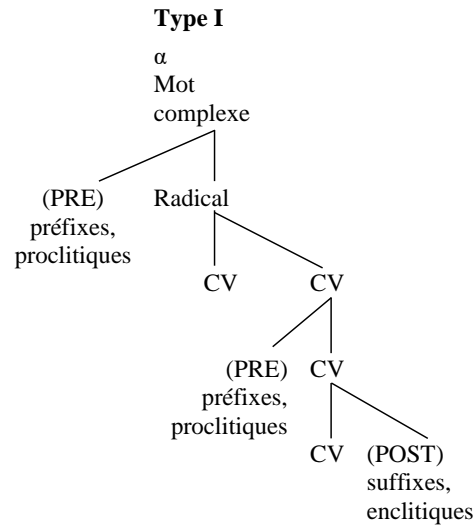 Type I
α
Mot
complexe
(PRE) Radical
préfixes,
proclitiques
CV CV
(PRE) CV
préfixes,
proclitiques
CV (POST)
suffixes,
enclitiques